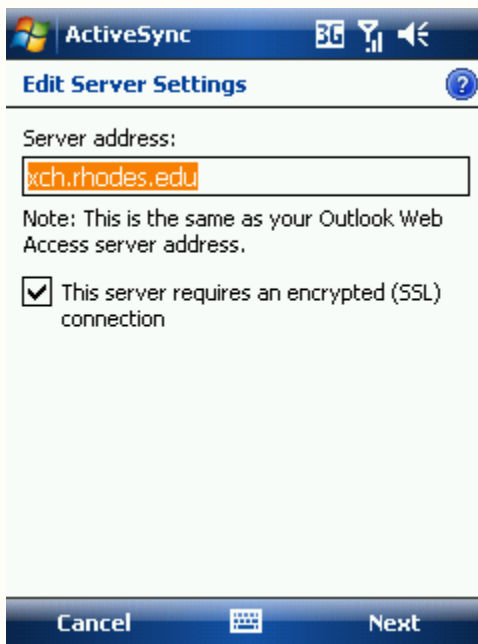 ActiveSync 3G
Edit Server Settings ?
Server address:
xch.rhodes.edu
Note: This is the same as your Outlook Web
Access server address.
This server requires an encrypted (SSL)
connection
Cancel Next